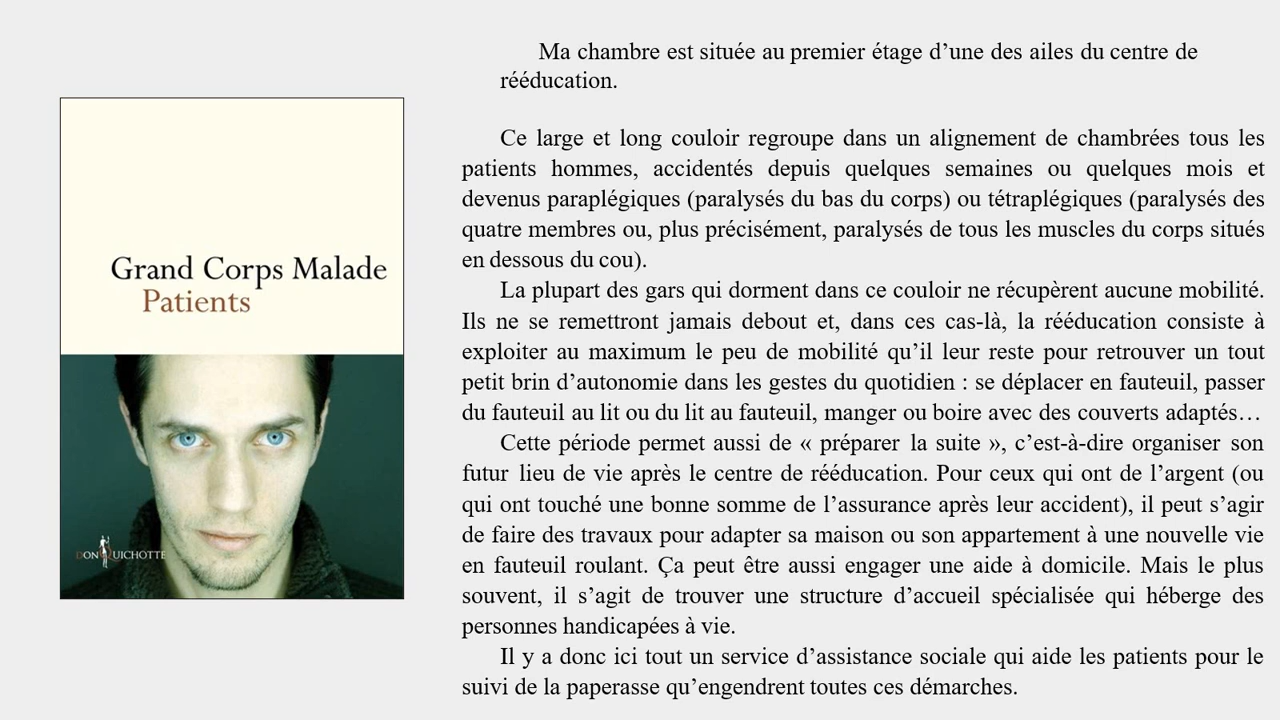 Grand Corps Malade
Patients
DON QUICHOTTE
Ma chambre est située au premier étage d’une des ailes du centre de
rééducation.
Ce large et long couloir regroupe dans un alignement de chambrées tous les
patients hommes, accidentés depuis quelques semaines ou quelques mois et
devenus paraplégiques (paralysés du bas du corps) ou tétraplégiques (paralysés des
quatre membres ou, plus précisément, paralysés de tous les muscles du corps situés
en dessous du cou).
La plupart des gars qui dorment dans ce couloir ne récupèrent aucune mobilité.
Ils ne se remettront jamais debout et, dans ces cas-là, la rééducation consiste à
exploiter au maximum le peu de mobilité qu’il leur reste pour retrouver un tout
petit brin d’autonomie dans les gestes du quotidien : se déplacer en fauteuil, passer
du fauteuil au lit ou du lit au fauteuil, manger ou boire avec des couverts adaptés…
Cette période permet aussi de « préparer la suite », c’est-à-dire organiser son
futur lieu de vie après le centre de rééducation. Pour ceux qui ont de l’argent (ou
qui ont touché une bonne somme de l’assurance après leur accident), il peut s’agir
de faire des travaux pour adapter sa maison ou son appartement à une nouvelle vie
en fauteuil roulant. Ça peut être aussi engager une aide à domicile. Mais le plus
souvent, il s’agit de trouver une structure d’accueil spécialisée qui héberge des
personnes handicapées à vie.
Il y a donc ici tout un service d’assistance sociale qui aide les patients pour le
suivi de la paperasse qu’engendrent toutes ces démarches.